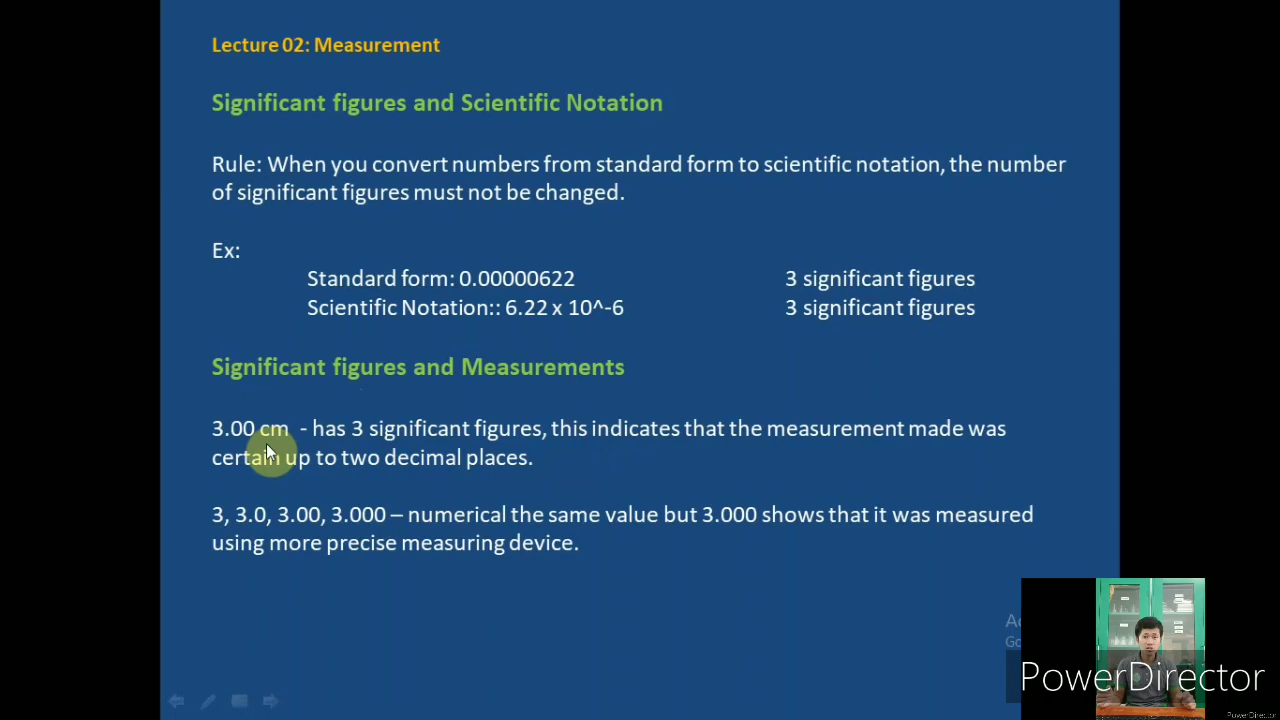 Lecture 02: Measurement
Significant figures and Scientific Notation
Rule: When you convert numbers from standard form to scientific notation, the number
of significant figures must not be changed.
Ex:
Standard form: 0.00000622 3 significant figures
Scientific Notation:: 6.22 x 10^-6 3 significant figures
Significant figures and Measurements
3.00 cm - has 3 significant figures, this indicates that the measurement made was
certain up to two decimal places.
3, 3.0, 3.00, 3.000 – numerical the same value but 3.000 shows that it was measured
using more precise measuring device.
PowerDirector